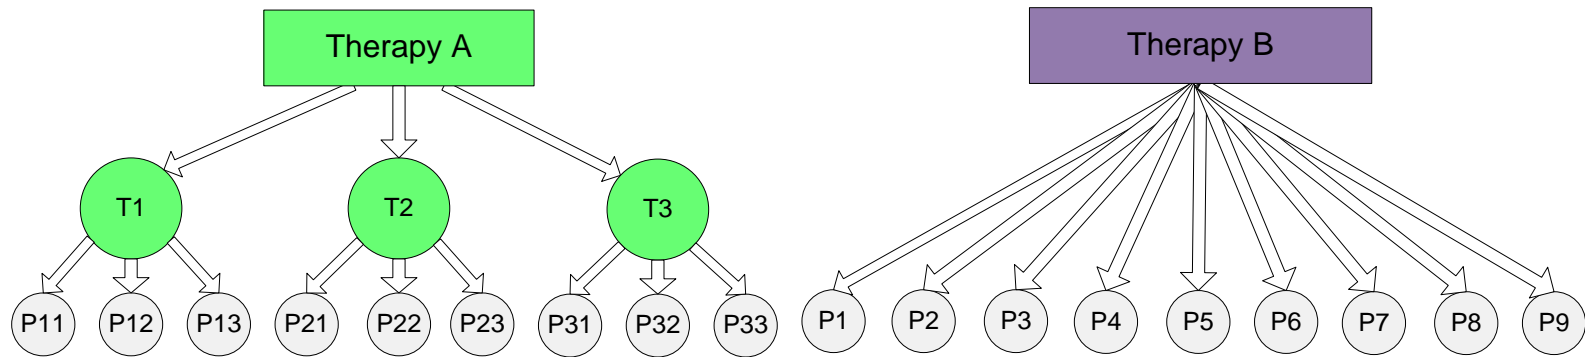 Therapy A
Therapy B
T1
T2
T3
P11
P12
P13
P21
P22
P23
P31
P32
P33
P1
P2
P3
P4
P5
P6
P7
P8
P9